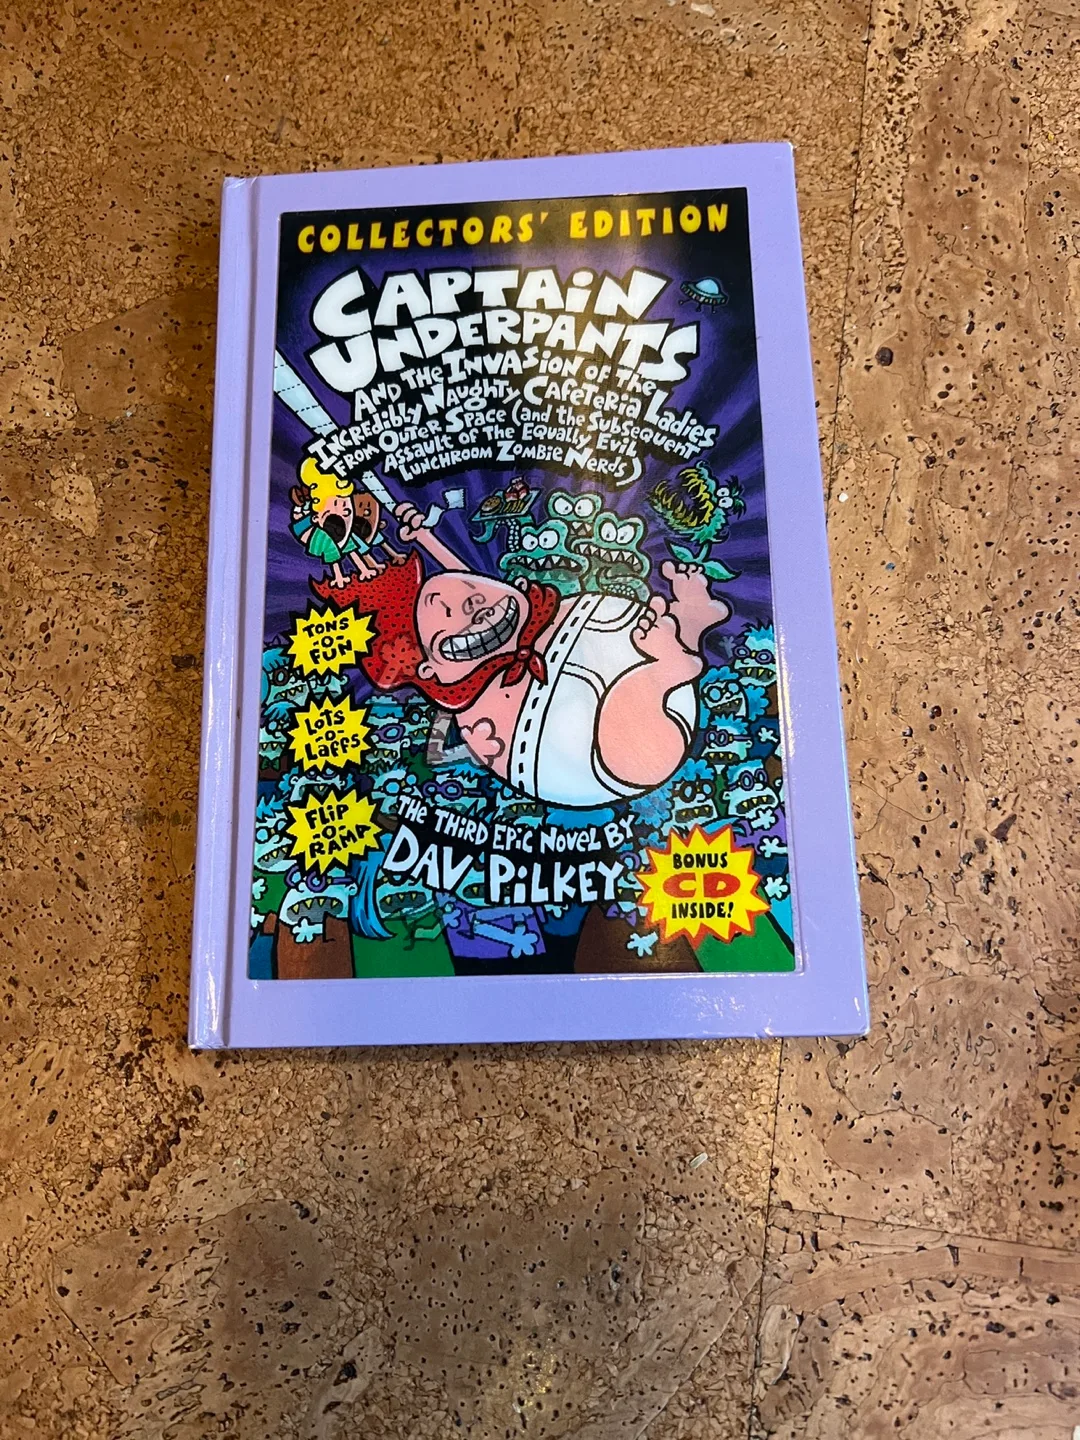 COLLECTORS' EDITION
CAPTAiN
UNDERPANTS
AND THE INVASiON OF THE
INCREDiBLY NAUGHTY CAFETERiA LADiES
FROM OUTER SPACE (and the SUBSEQUENT
ASSAULT OF THE EQUALLY EViL
LUNCHROOM ZOMBiE NERDS)
TONS
-O-
FUN
LoTS
-O-
LAFFS
FLiP
-O-
RAMA
THE THiRD EPiC NOVEL BY
DAV PiLKEY
BONUS
CD
INSIDE!